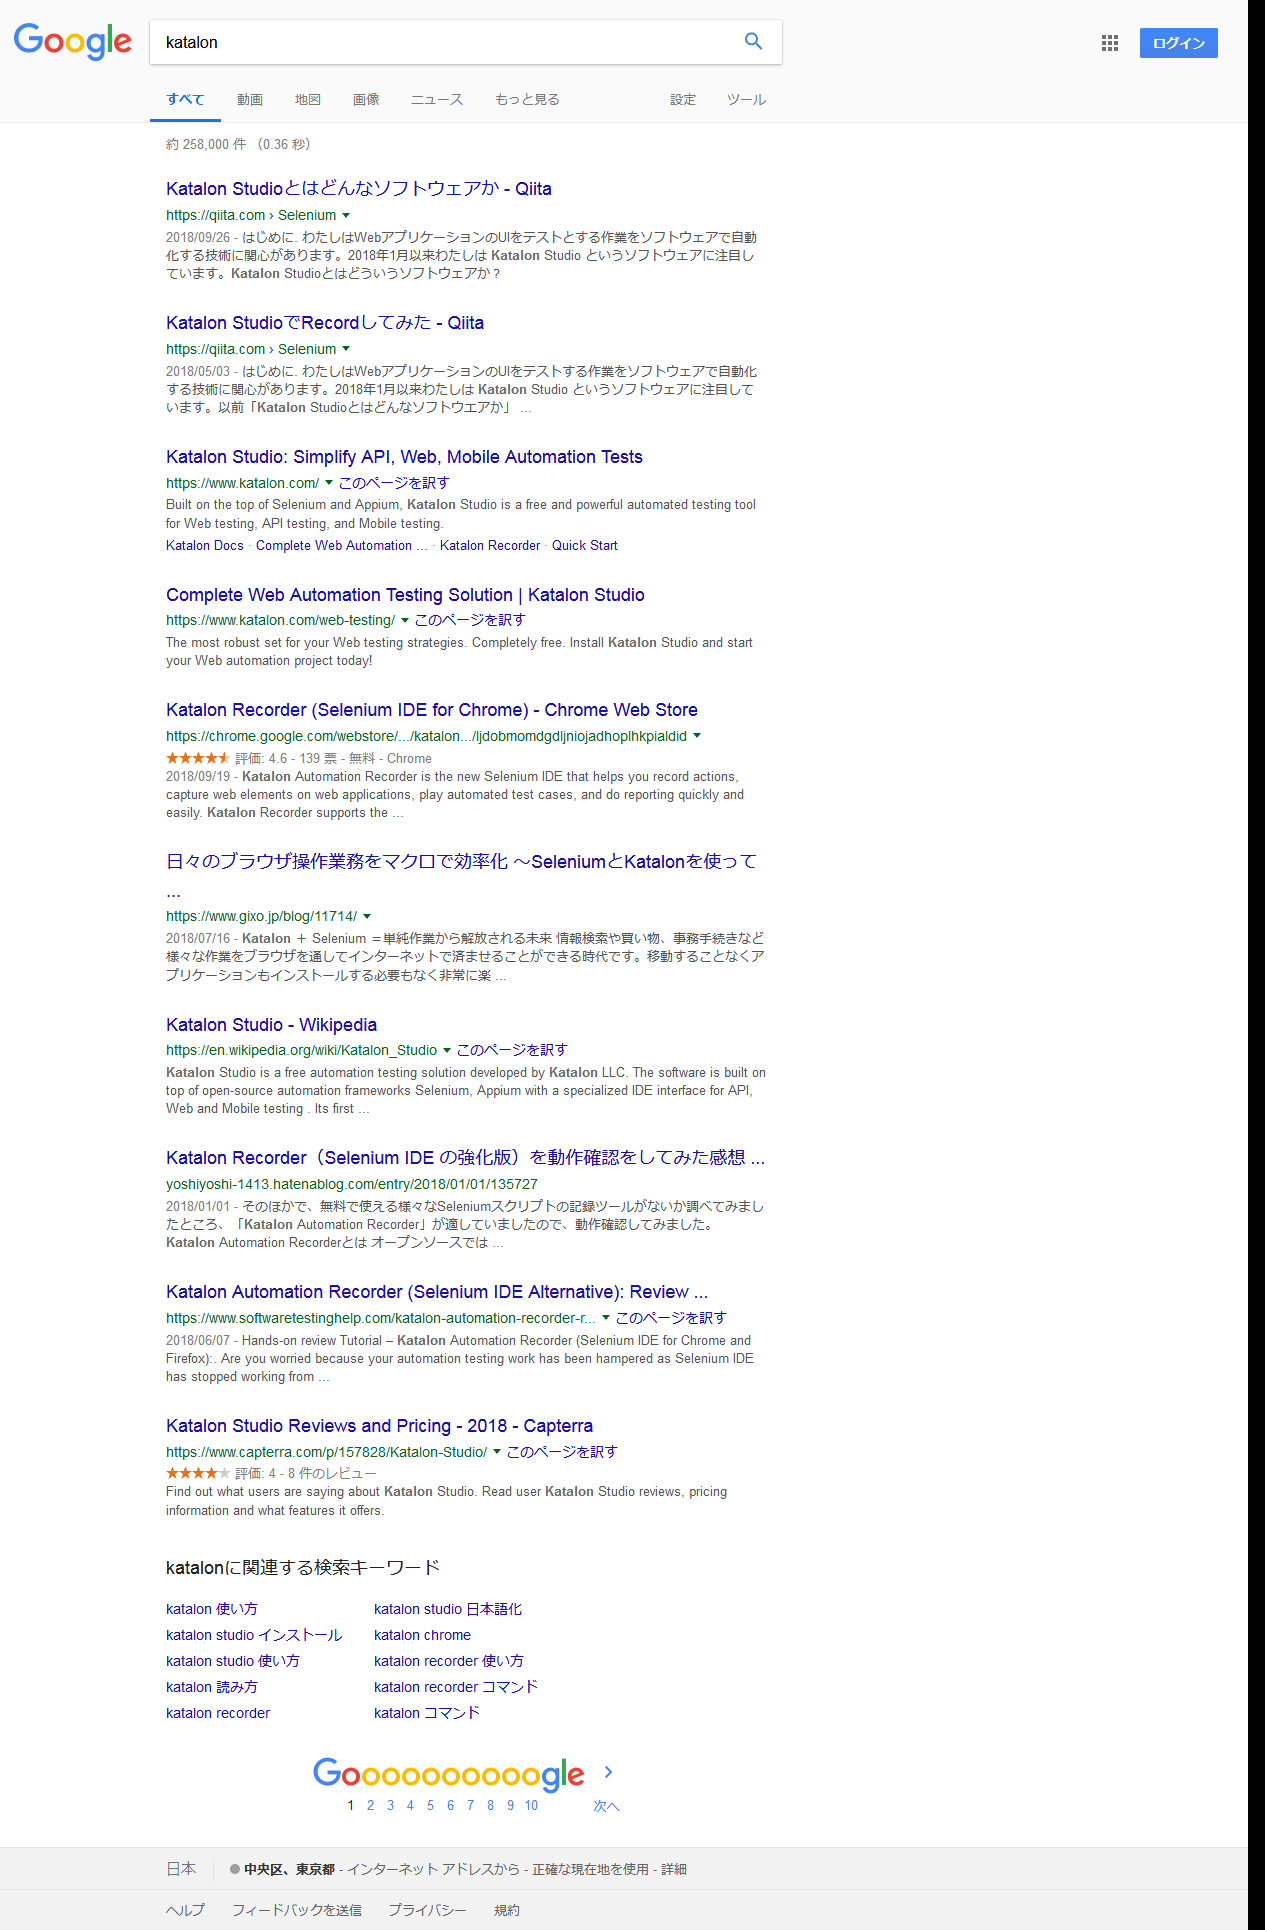 Google
katalon
ログイン
すべて 動画 地図 画像 ニュース もっと見る 設定 ツール
約 258,000 件 （0.36 秒）
Katalon Studioとはどんなソフトウェアか - Qiita
https://qiita.com › Selenium
2018/09/26 - はじめに. わたしはWebアプリケーションのUIをテストとする作業をソフトウェアで自動
化する技術に関心があります。2018年1月以来わたしは Katalon Studio というソフトウェアに注目し
ています。Katalon Studioとはどういうソフトウェアか？
Katalon StudioでRecordしてみた - Qiita
https://qiita.com › Selenium
2018/05/03 - はじめに. わたしはWebアプリケーションのUIをテストする作業をソフトウェアで自動化
する技術に関心があります。2018年1月以来わたしは Katalon Studio というソフトウェアに注目して
います。以前「Katalon Studioとはどんなソフトウエアか」 ...
Katalon Studio: Simplify API, Web, Mobile Automation Tests
https://www.katalon.com/ このページを訳す
Built on the top of Selenium and Appium, Katalon Studio is a free and powerful automated testing tool
for Web testing, API testing, and Mobile testing.
Katalon Docs · Complete Web Automation ... · Katalon Recorder · Quick Start
Complete Web Automation Testing Solution | Katalon Studio
https://www.katalon.com/web-testing/ このページを訳す
The most robust set for your Web testing strategies. Completely free. Install Katalon Studio and start
your Web automation project today!
Katalon Recorder (Selenium IDE for Chrome) - Chrome Web Store
https://chrome.google.com/webstore/.../katalon.../ljdobmomdgdljniojadhoplhkpialdid
評価: 4.6 - 139 票 - 無料 - Chrome
2018/09/19 - Katalon Automation Recorder is the new Selenium IDE that helps you record actions,
capture web elements on web applications, play automated test cases, and do reporting quickly and
easily. Katalon Recorder supports the ...
日々のブラウザ操作業務をマクロで効率化 〜SeleniumとKatalonを使って
...
https://www.gixo.jp/blog/11714/
2018/07/16 - Katalon ＋ Selenium ＝単純作業から解放される未来 情報検索や買い物、事務手続きなど
様々な作業をブラウザを通してインターネットで済ませることができる時代です。移動することなくア
プリケーションもインストールする必要もなく非常に楽 ...
Katalon Studio - Wikipedia
https://en.wikipedia.org/wiki/Katalon_Studio このページを訳す
Katalon Studio is a free automation testing solution developed by Katalon LLC. The software is built on
top of open-source automation frameworks Selenium, Appium with a specialized IDE interface for API,
Web and Mobile testing . Its first ...
Katalon Recorder（Selenium IDE の強化版）を動作確認をしてみた感想 ...
yoshiyoshi-1413.hatenablog.com/entry/2018/01/01/135727
2018/01/01 - そのほかで、無料で使える様々なSeleniumスクリプトの記録ツールがないか調べてみまし
たところ、「Katalon Automation Recorder」が適していましたので、動作確認してみました。
Katalon Automation Recorderとは オープンソースでは ...
Katalon Automation Recorder (Selenium IDE Alternative): Review ...
https://www.softwaretestinghelp.com/katalon-automation-recorder-r... このページを訳す
2018/06/07 - Hands-on review Tutorial – Katalon Automation Recorder (Selenium IDE for Chrome and
Firefox):. Are you worried because your automation testing work has been hampered as Selenium IDE
has stopped working from ...
Katalon Studio Reviews and Pricing - 2018 - Capterra
https://www.capterra.com/p/157828/Katalon-Studio/ このページを訳す
評価: 4 - 8 件のレビュー
Find out what users are saying about Katalon Studio. Read user Katalon Studio reviews, pricing
information and what features it offers.
katalonに関連する検索キーワード
katalon 使い方 katalon studio 日本語化
katalon studio インストール katalon chrome
katalon studio 使い方 katalon recorder 使い方
katalon 読み方 katalon recorder コマンド
katalon recorder katalon コマンド
Goooooooooogle
1 2 3 4 5 6 7 8 9 10 次へ
日本 中央区、東京都 - インターネット アドレスから - 正確な現在地を使用 - 詳細
ヘルプ フィードバックを送信 プライバシー 規約